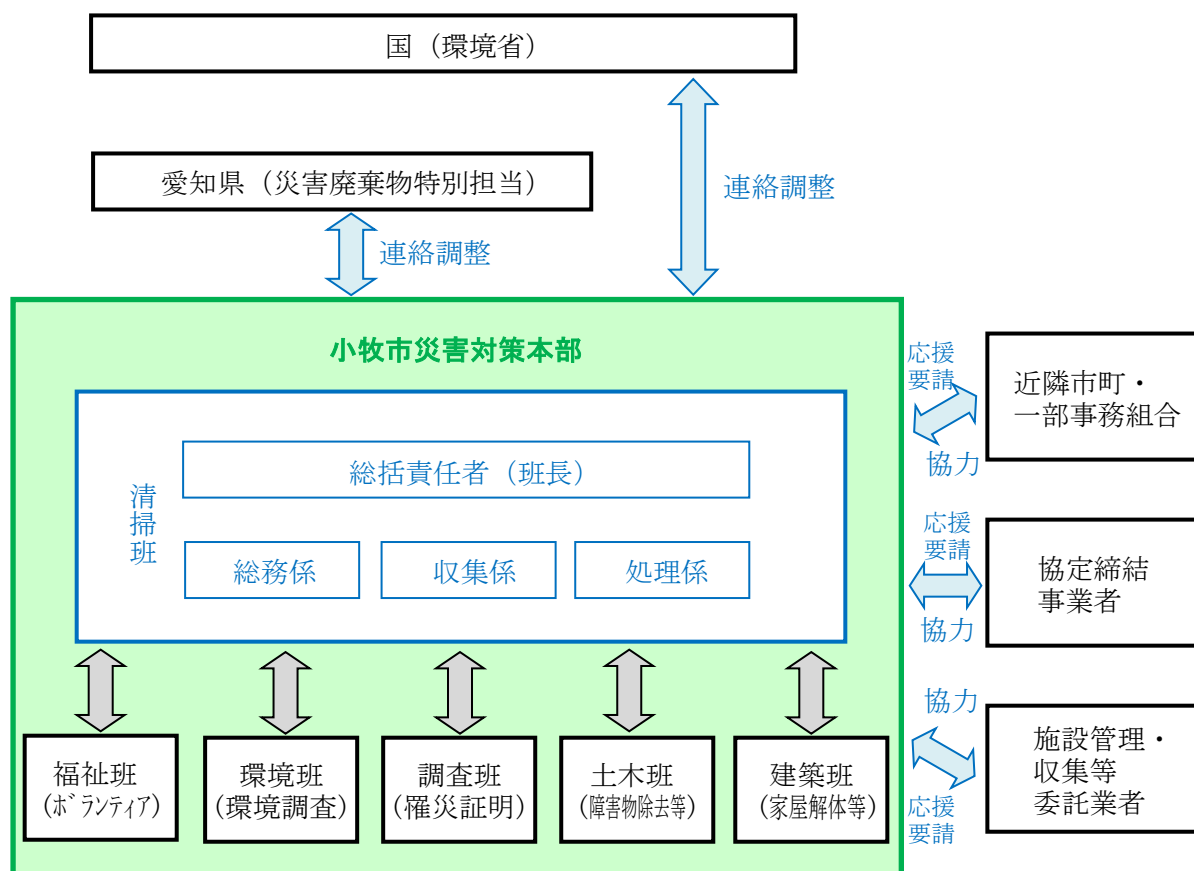 国（環境省）
愛知県（災害廃棄物特別担当）
連絡調整
連絡調整
小牧市災害対策本部
清掃班
総括責任者（班長）
総務係
収集係
処理係
応援
要請
協力
近隣市町・
一部事務組合
応援
要請
協力
協定締結
事業者
協力
応援
要請
施設管理・
収集等
委託業者
福祉班
(ﾎﾞﾗﾝﾃｨｱ)
環境班
(環境調査)
調査班
(罹災証明)
土木班
(障害物除去等)
建築班
(家屋解体等)